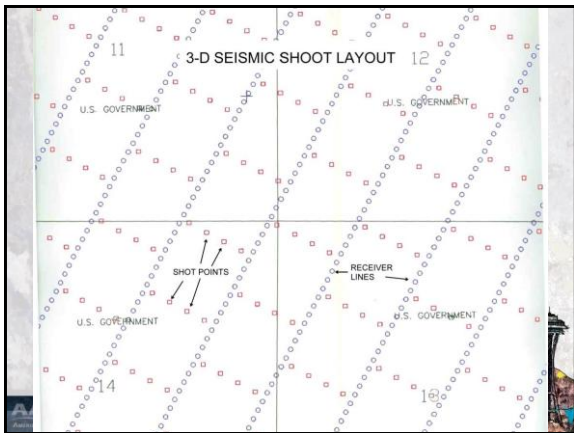 11
3-D SEISMIC SHOOT LAYOUT
12
U.S. GOVERNMENT
U.S. GOVERNMENT
SHOT POINTS
RECEIVER
LINES
U.S. GOVERNMENT
U.S. GOVERNMENT
14